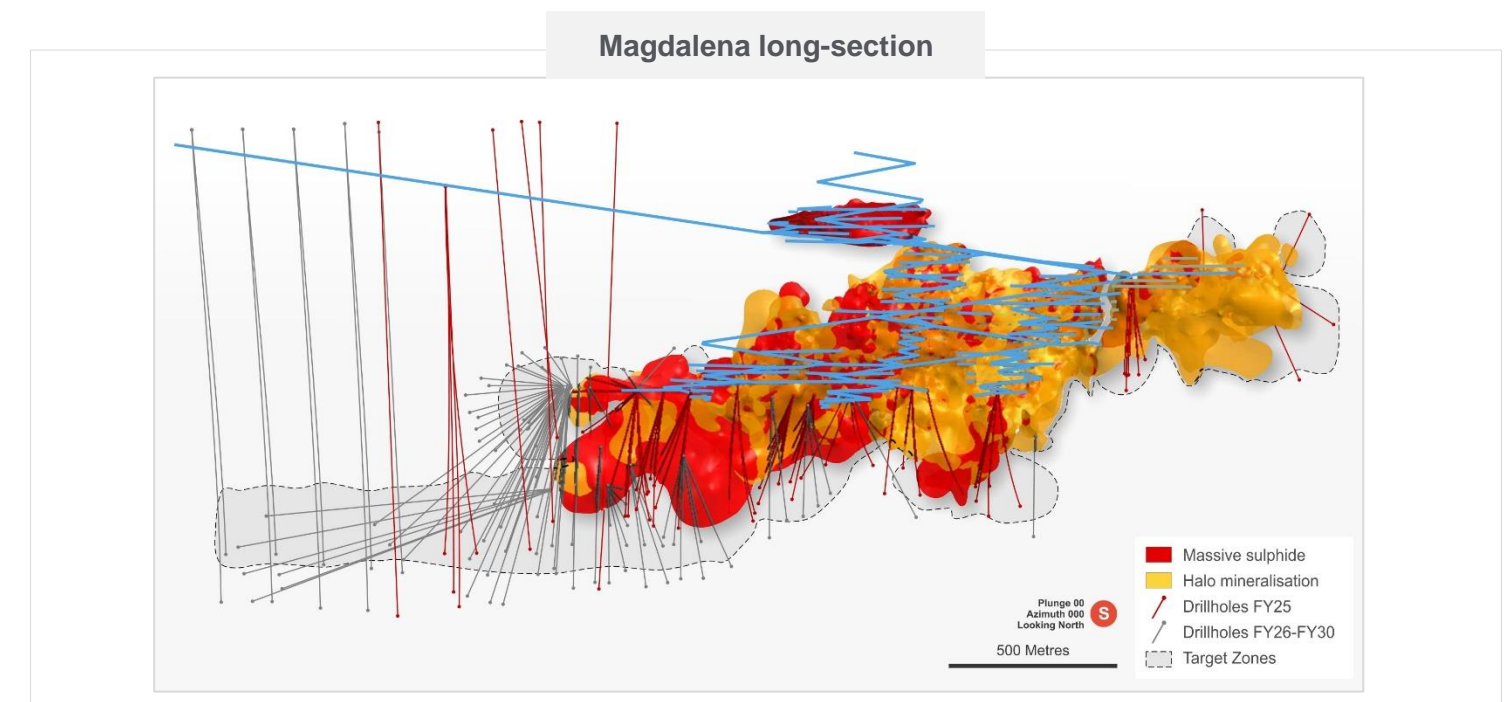 Magdalena long-section
Plunge 00
Azimuth 000
Looking North
S
500 Metres
Massive sulphide
Halo mineralisation
Drillholes FY25
Drillholes FY26-FY30
Target Zones